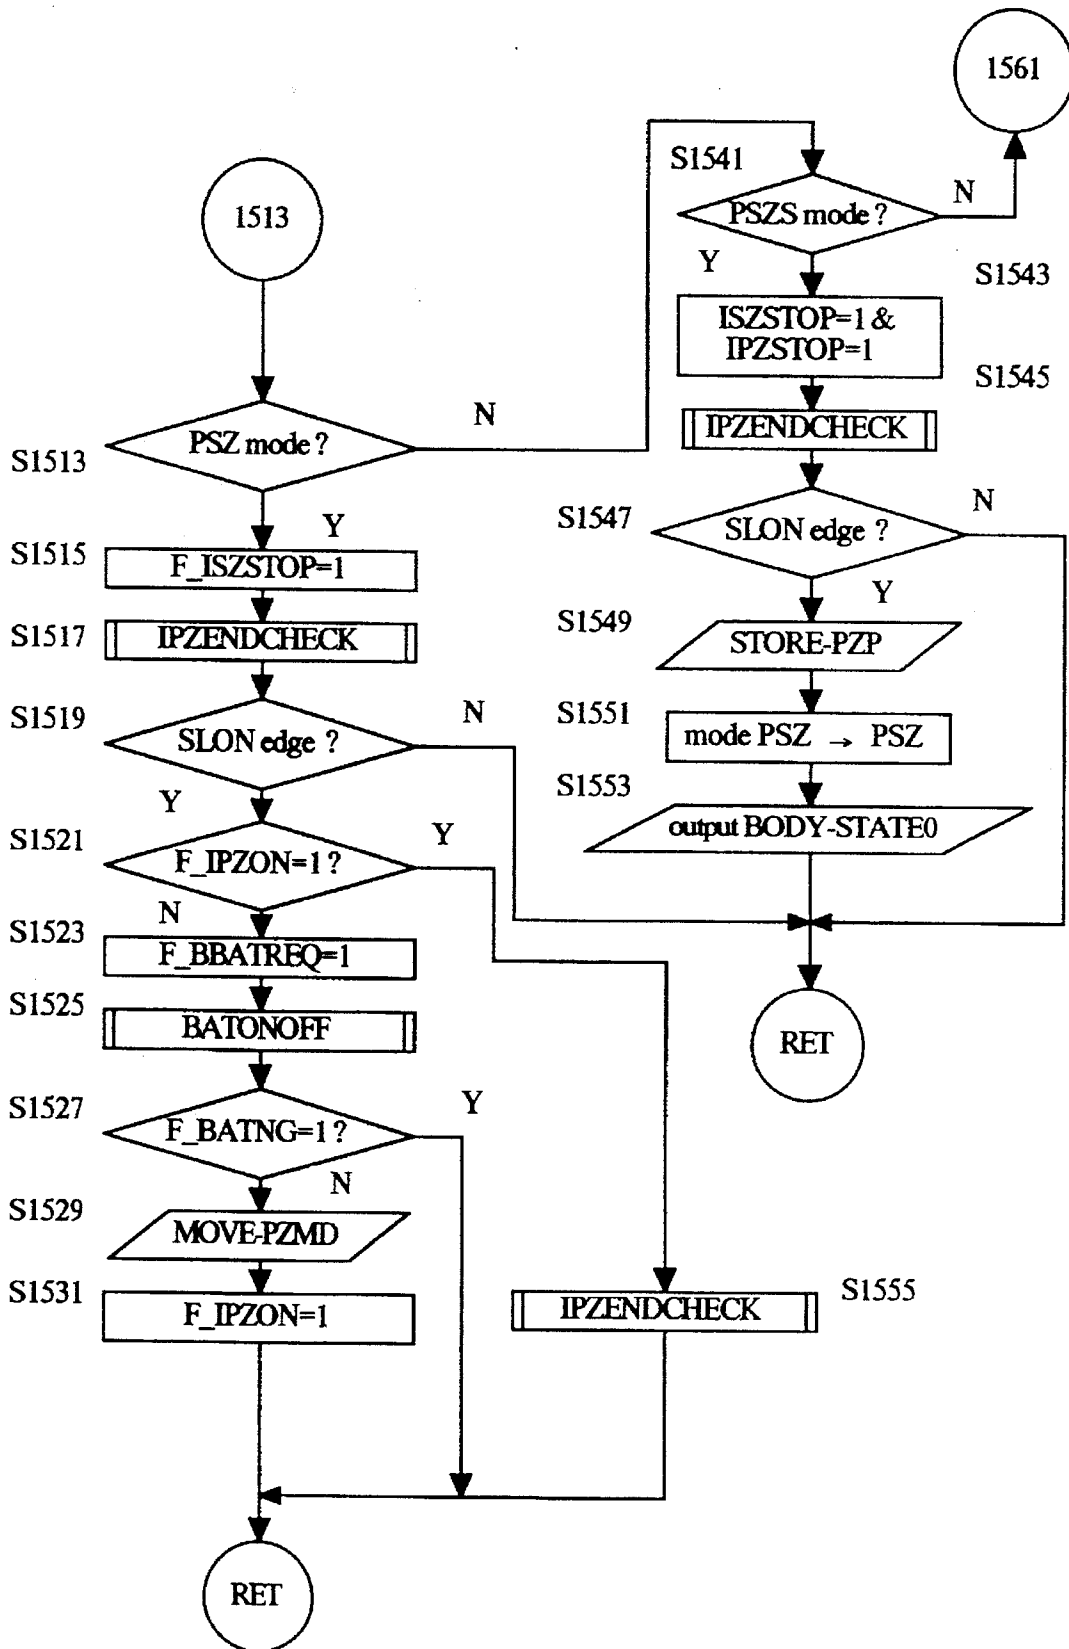 1561
S1541
PSZS mode ?
N
Y
S1543
ISZSTOP=1 &
IPZSTOP=1
S1545
IPZENDCHECK
S1547
SLON edge ?
N
Y
S1549
STORE-PZP
S1551
mode PSZ → PSZ
S1553
output BODY-STATE0
RET
1513
S1513
PSZ mode ?
N
Y
S1515
F_ISZSTOP=1
S1517
IPZENDCHECK
S1519
SLON edge ?
N
Y
S1521
F_IPZON=1 ?
Y
N
S1523
F_BBATREQ=1
S1525
BATONOFF
S1527
F_BATNG=1 ?
Y
N
S1529
MOVE-PZMD
S1531
F_IPZON=1
S1555
IPZENDCHECK
RET